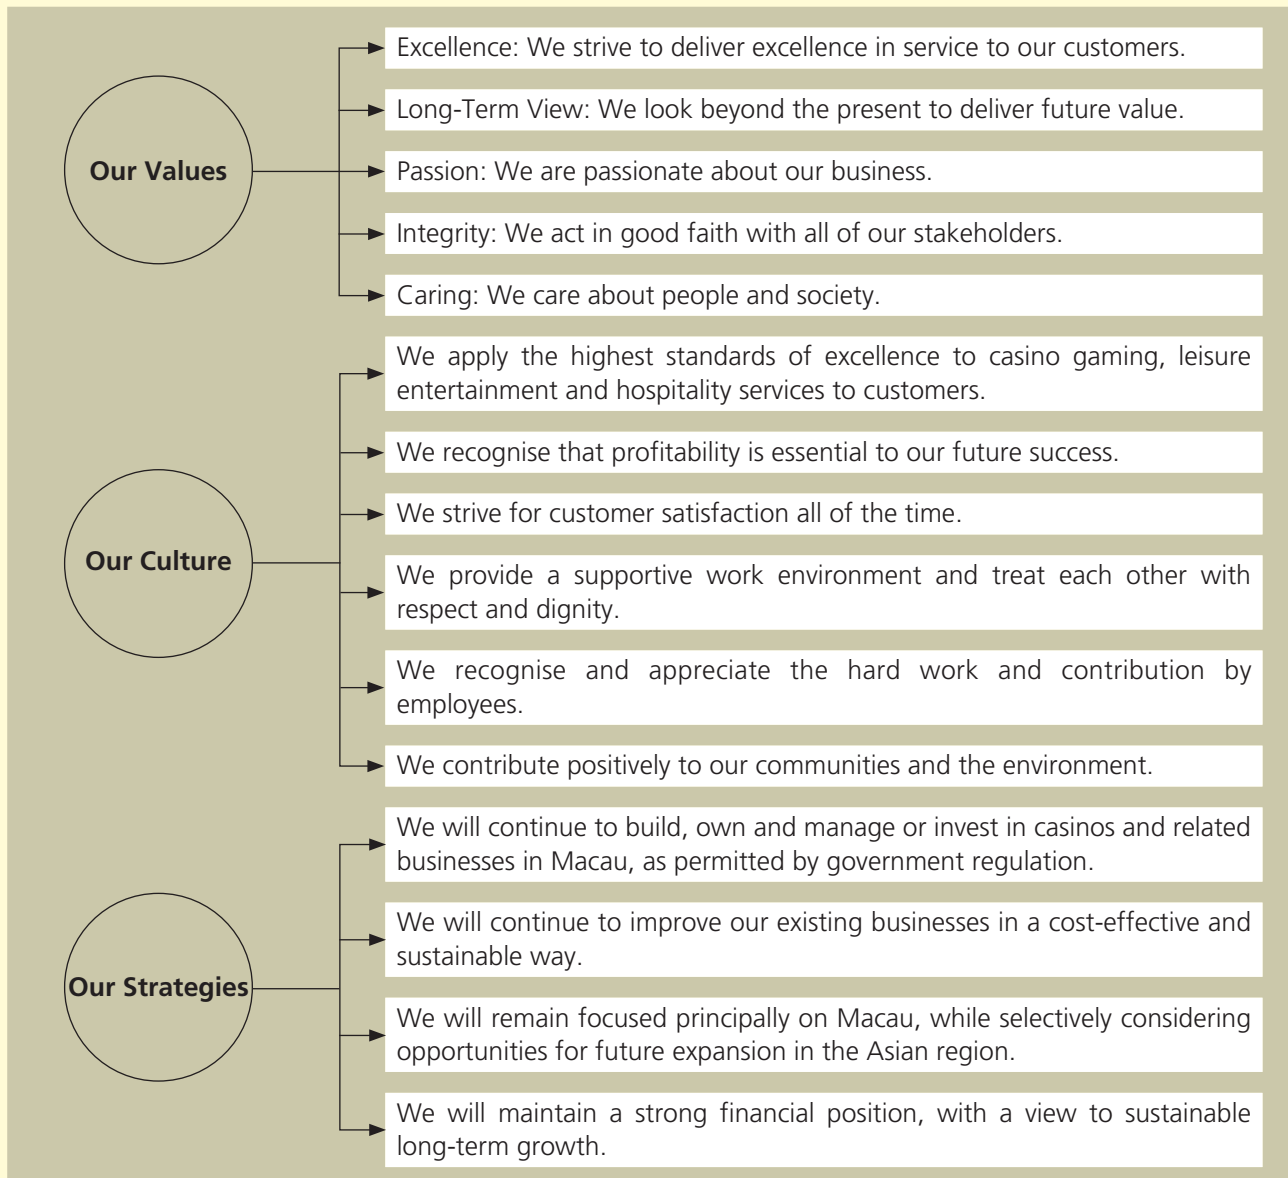 Our Values
Excellence: We strive to deliver excellence in service to our customers.
Long-Term View: We look beyond the present to deliver future value.
Passion: We are passionate about our business.
Integrity: We act in good faith with all of our stakeholders.
Caring: We care about people and society.
Our Culture
We apply the highest standards of excellence to casino gaming, leisure
entertainment and hospitality services to customers.
We recognise that profitability is essential to our future success.
We strive for customer satisfaction all of the time.
We provide a supportive work environment and treat each other with
respect and dignity.
We recognise and appreciate the hard work and contribution by
employees.
We contribute positively to our communities and the environment.
Our Strategies
We will continue to build, own and manage or invest in casinos and related
businesses in Macau, as permitted by government regulation.
We will continue to improve our existing businesses in a cost-effective and
sustainable way.
We will remain focused principally on Macau, while selectively considering
opportunities for future expansion in the Asian region.
We will maintain a strong financial position, with a view to sustainable
long-term growth.